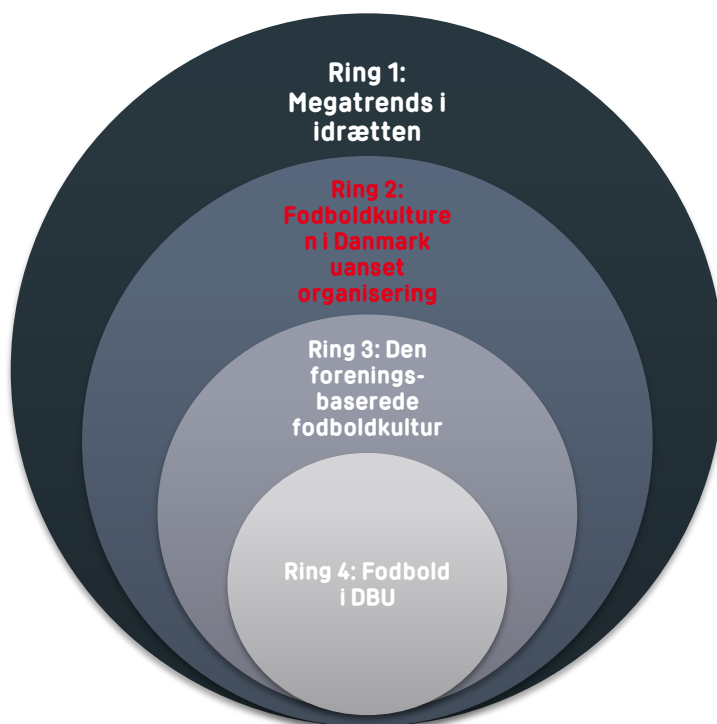 Ring 1:
Megatrends i
idrætten
Ring 2:
Fodboldkulture
n i Danmark
uanset
organisering
Ring 3: Den
forenings-
baserede
fodboldkultur
Ring 4: Fodbold
i DBU